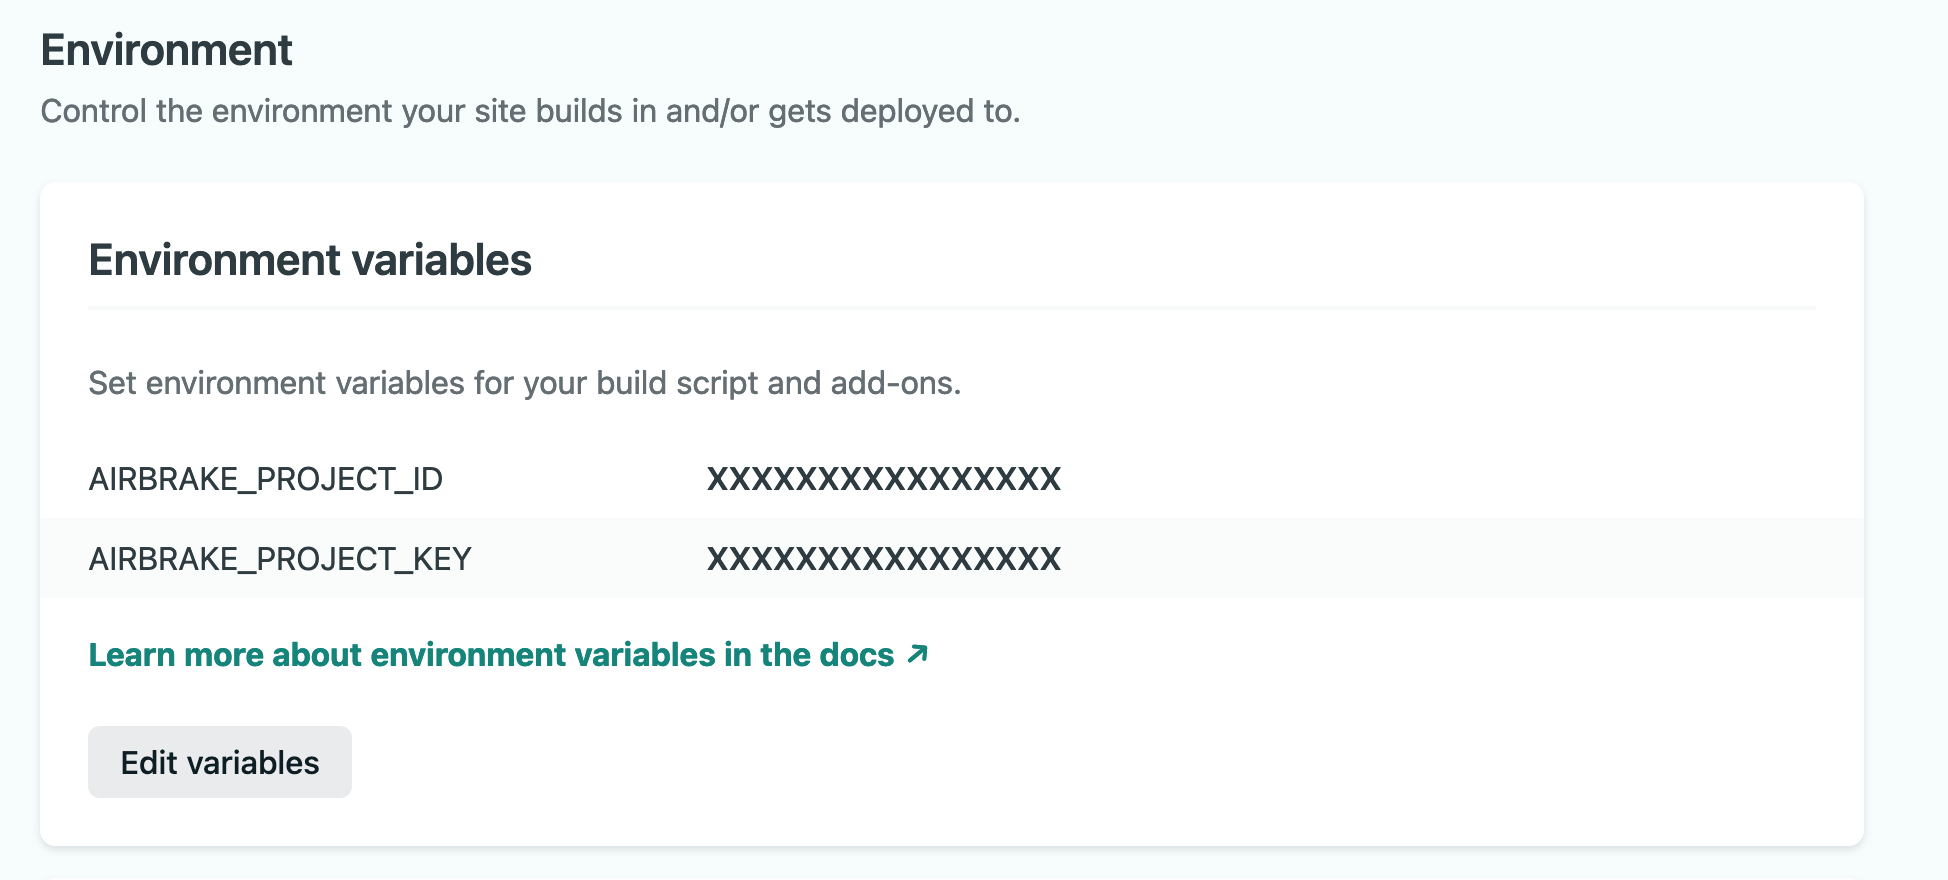 Environment
Control the environment your site builds in and/or gets deployed to.
Environment variables
Set environment variables for your build script and add-ons.
AIRBRAKE_PROJECT_ID XXXXXXXXXXXXXXXX
AIRBRAKE_PROJECT_KEY XXXXXXXXXXXXXXXX
Learn more about environment variables in the docs ↗
Edit variables